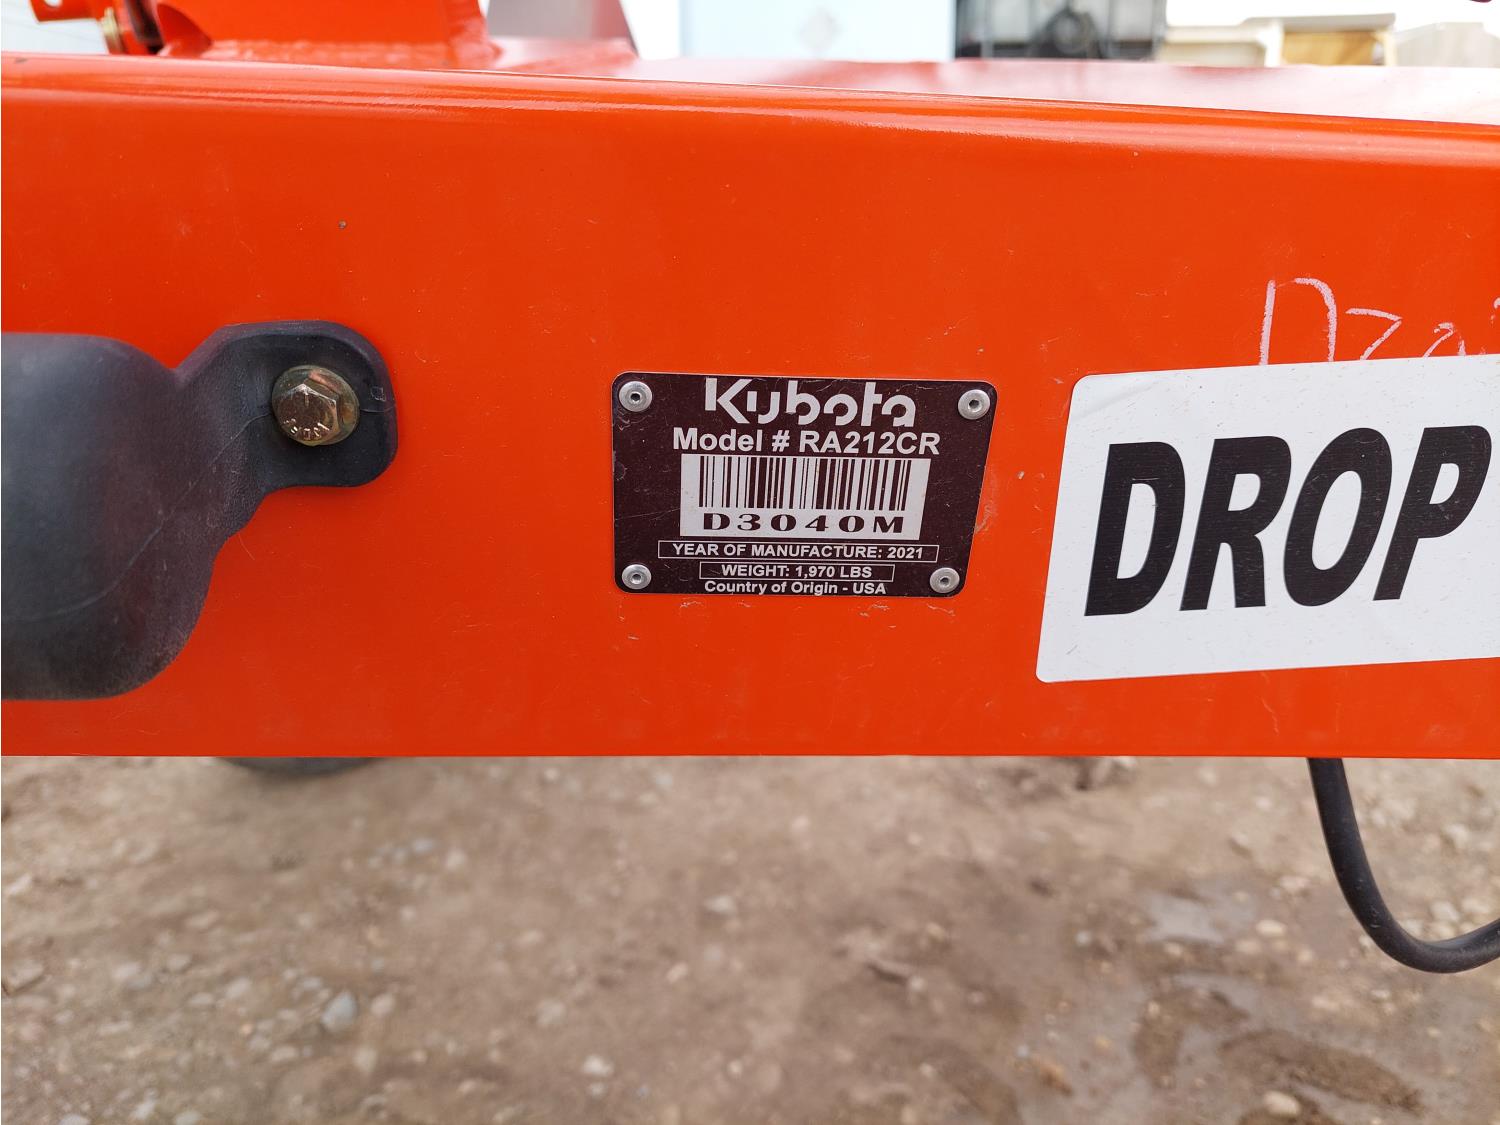 Kubota
Model # RA212CR
D3040M
YEAR OF MANUFACTURE: 2021
WEIGHT: 1,970 LBS
Country of Origin - USA
DROP